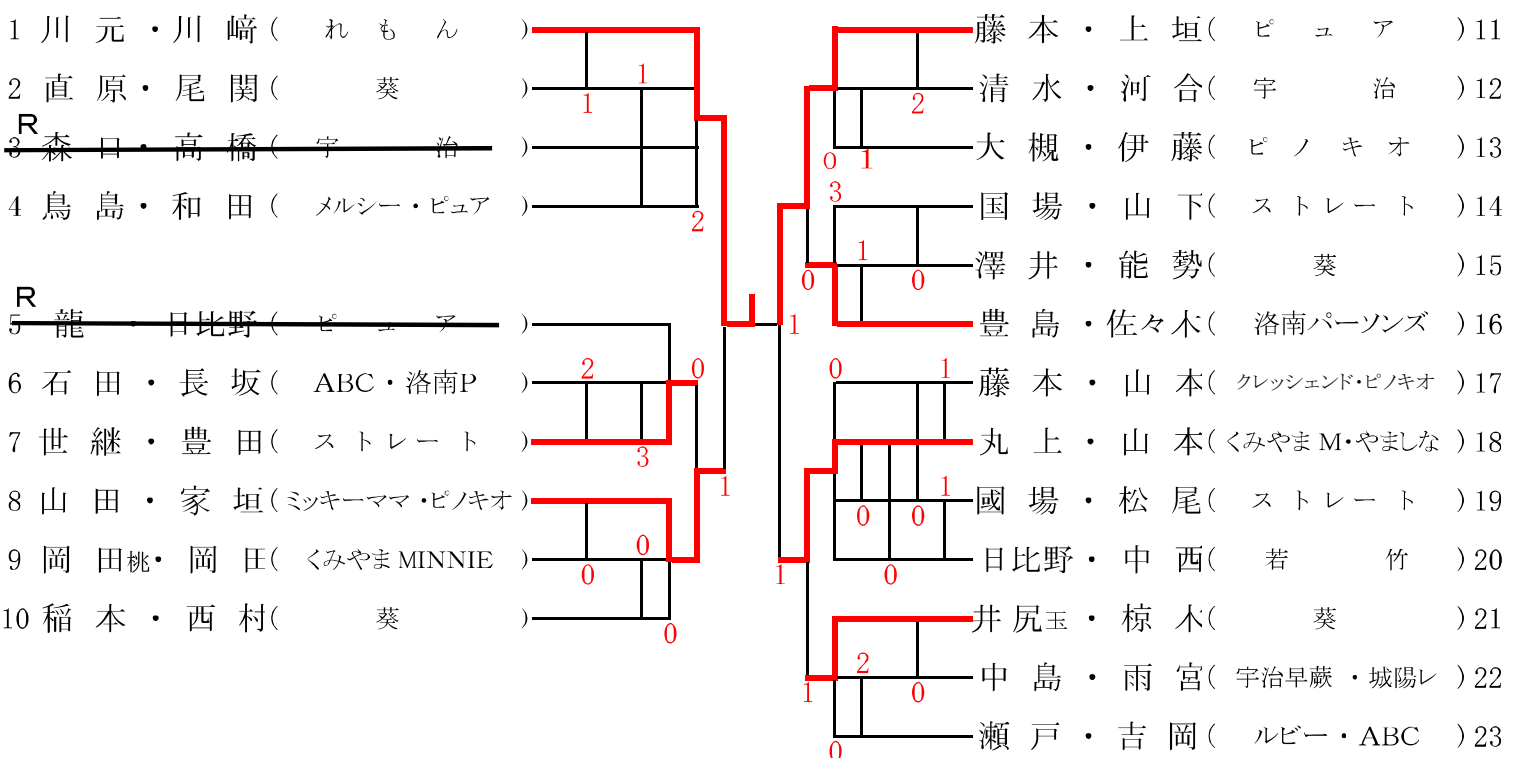 1 川元・川﨑(れもん)
2 直原・尾関(葵)
R
3 森口・高橋(宇治)
4 鳥島・和田(メルシー・ピュア)
R
5 龍・日比野(ピュア)
6 石田・長坂(ABC・洛南P)
7 世継・豊田(ストレート)
8 山田・家垣(ミッキーママ・ピノキオ)
9 岡田桃・岡田(くみやまMINNIE)
10 稲本・西村(葵)
1
1
2
2
0
3
1
0
0
0
藤本・上垣(ピュア)11
清水・河合(宇治)12
大槻・伊藤(ピノキオ)13
国場・山下(ストレート)14
澤井・能勢(葵)15
豊島・佐々木(洛南パーソンズ)16
藤本・山本(クレッシェンド・ピノキオ)17
丸上・山本(くみやまM・やましな)18
國場・松尾(ストレート)19
日比野・中西(若竹)20
井尻玉・椋木(葵)21
中島・雨宮(宇治早蕨・城陽レ)22
瀬戸・吉岡(ルビー・ABC)23
2
0 1
3
1
0 0
1
0 1
1
0 0
1 0
2
1 0
0